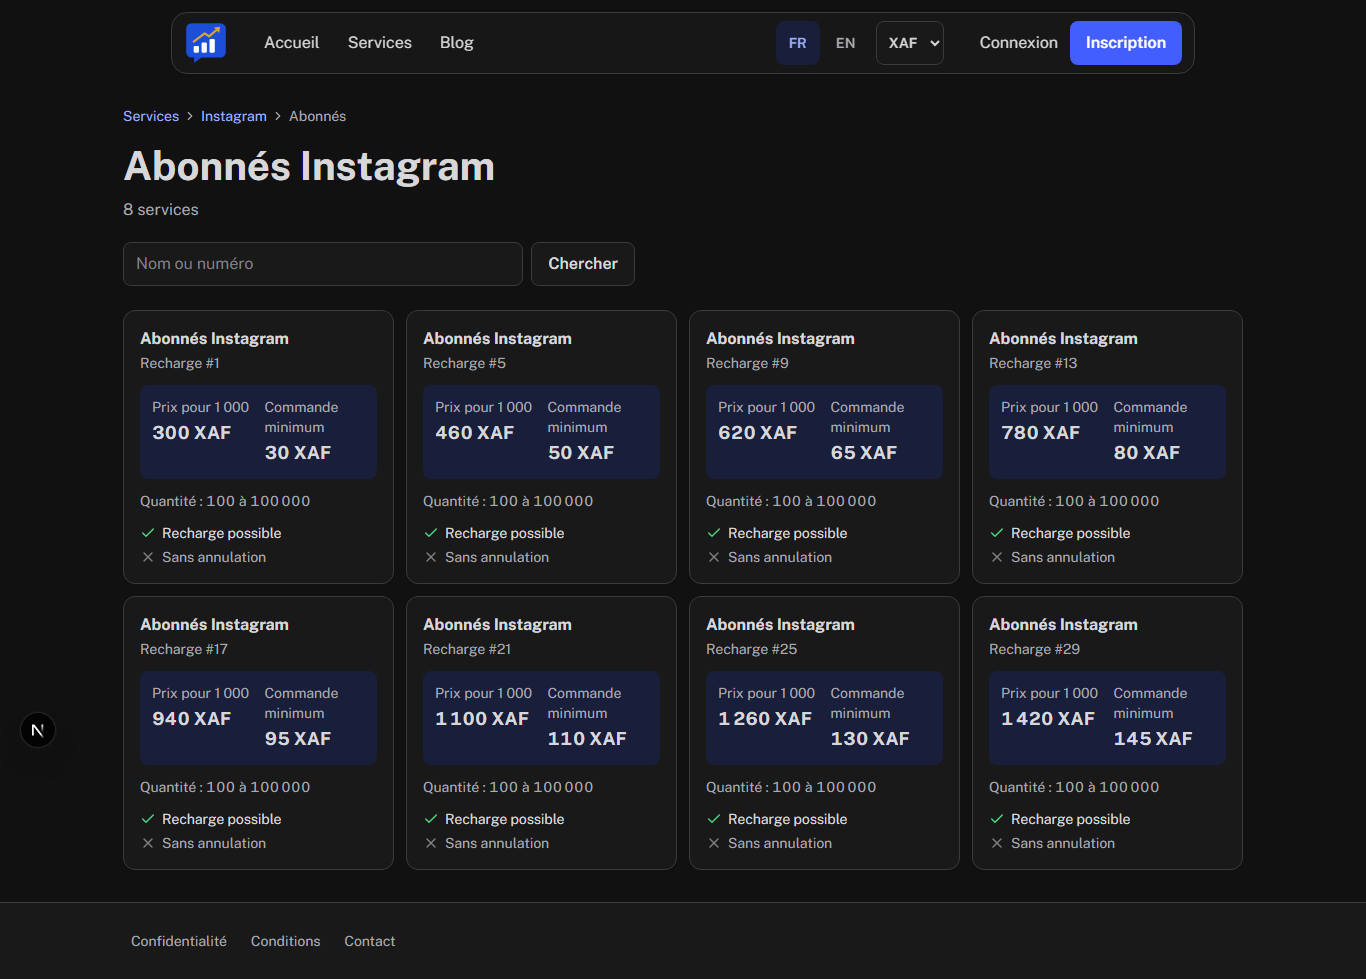 Accueil Services Blog FR EN XAF Connexion Inscription
Services > Instagram > Abonnés
Abonnés Instagram
8 services
Nom ou numéro Chercher
Abonnés Instagram
Recharge #1
Prix pour 1 000
300 XAF
Commande
minimum
30 XAF
Quantité : 100 à 100 000
Recharge possible
Sans annulation
Abonnés Instagram
Recharge #5
Prix pour 1 000
460 XAF
Commande
minimum
50 XAF
Quantité : 100 à 100 000
Recharge possible
Sans annulation
Abonnés Instagram
Recharge #9
Prix pour 1 000
620 XAF
Commande
minimum
65 XAF
Quantité : 100 à 100 000
Recharge possible
Sans annulation
Abonnés Instagram
Recharge #13
Prix pour 1 000
780 XAF
Commande
minimum
80 XAF
Quantité : 100 à 100 000
Recharge possible
Sans annulation
Abonnés Instagram
Recharge #17
Prix pour 1 000
940 XAF
Commande
minimum
95 XAF
Quantité : 100 à 100 000
Recharge possible
Sans annulation
Abonnés Instagram
Recharge #21
Prix pour 1 000
1 100 XAF
Commande
minimum
110 XAF
Quantité : 100 à 100 000
Recharge possible
Sans annulation
Abonnés Instagram
Recharge #25
Prix pour 1 000
1 260 XAF
Commande
minimum
130 XAF
Quantité : 100 à 100 000
Recharge possible
Sans annulation
Abonnés Instagram
Recharge #29
Prix pour 1 000
1 420 XAF
Commande
minimum
145 XAF
Quantité : 100 à 100 000
Recharge possible
Sans annulation
N
Confidentialité Conditions Contact